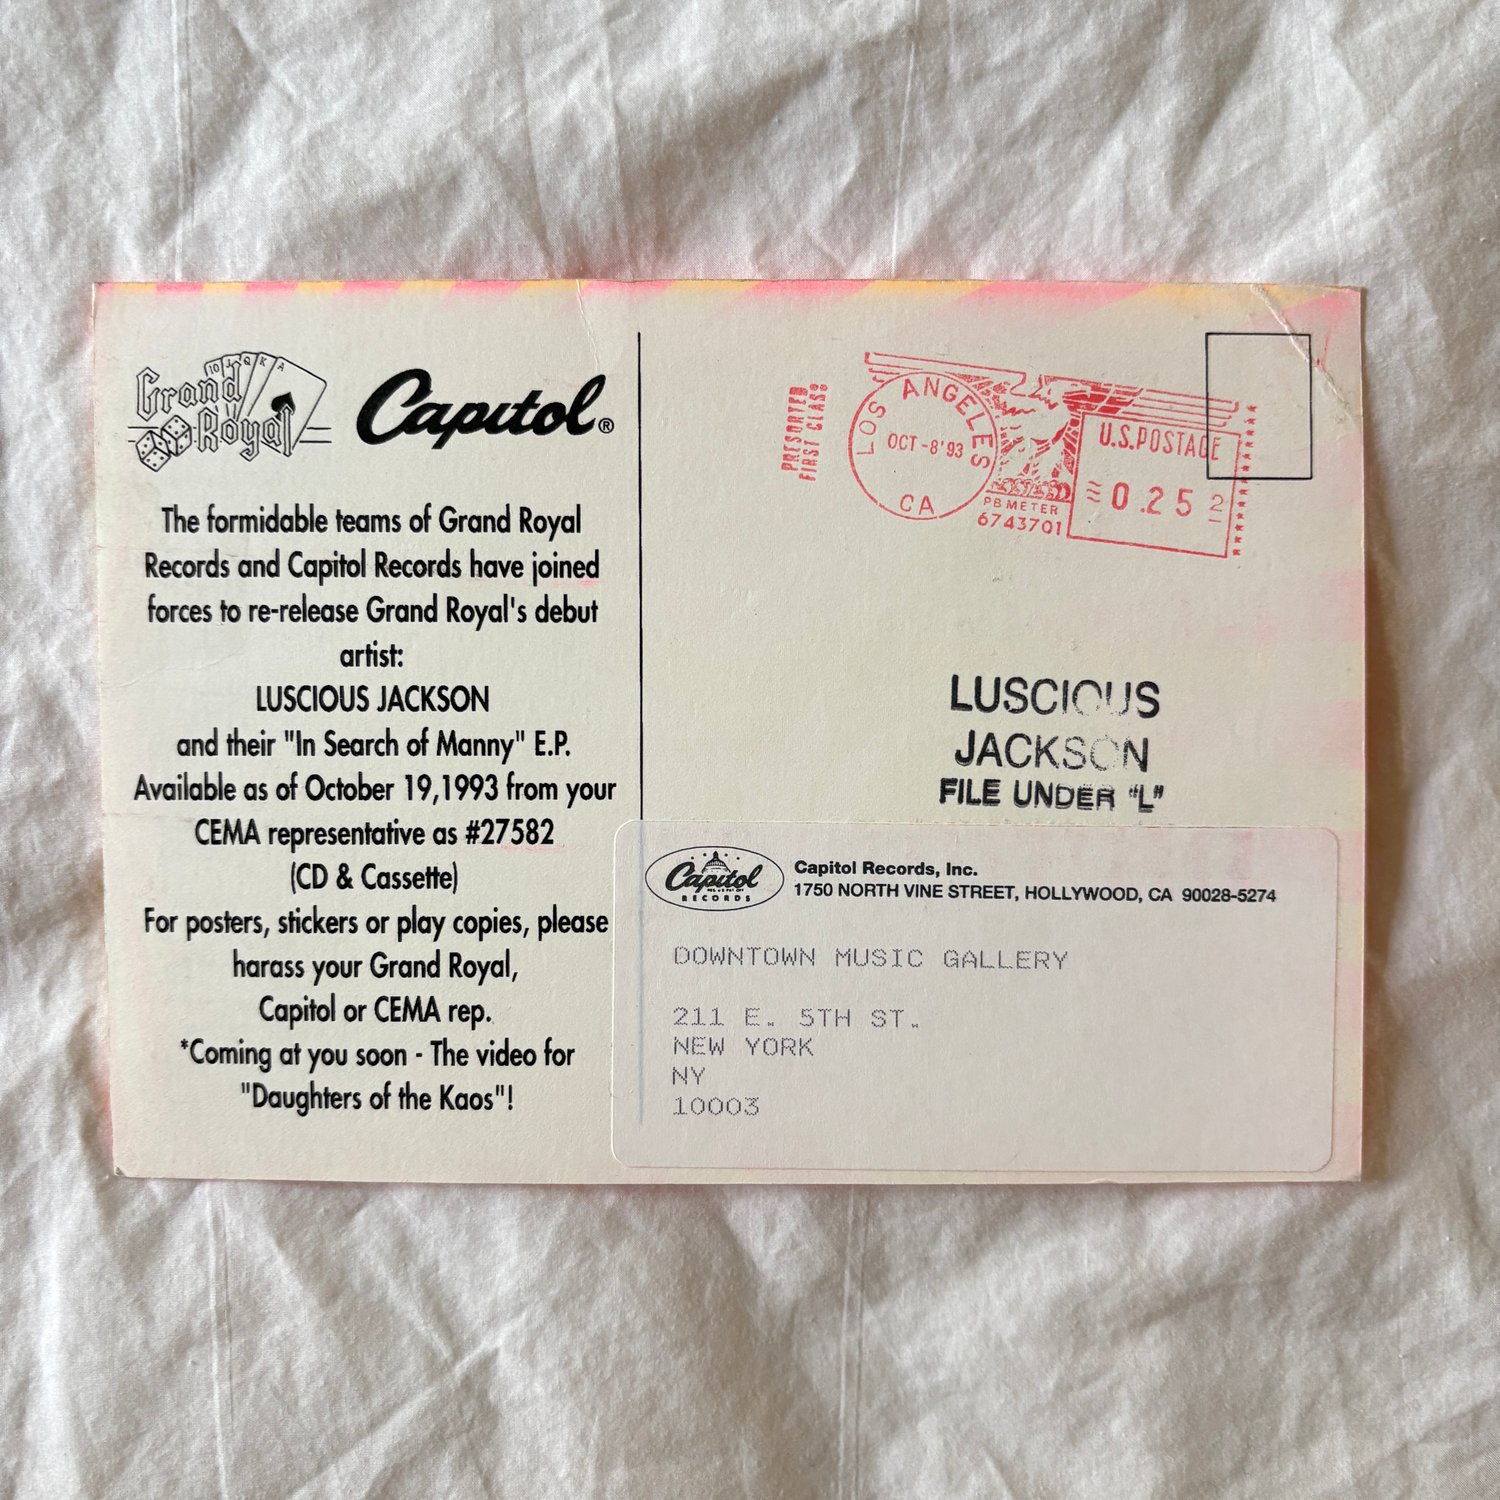 10 J Q K A
Grand
Royal
Capitol®
The formidable teams of Grand Royal
Records and Capitol Records have joined
forces to re-release Grand Royal's debut
artist:
LUSCIOUS JACKSON
and their "In Search of Manny" E.P.
Available as of October 19,1993 from your
CEMA representative as #27582
(CD & Cassette)
For posters, stickers or play copies, please
harass your Grand Royal,
Capitol or CEMA rep.
*Coming at you soon - The video for
"Daughters of the Kaos"!
PRESORTED
FIRST CLASS
LOS ANGELES
OCT -8 '93
CA
PB METER
6743701
U.S. POSTAGE
0.25 2
LUSCIOUS
JACKSON
FILE UNDER "L"
Capitol
RECORDS
Capitol Records, Inc.
1750 NORTH VINE STREET, HOLLYWOOD, CA 90028-5274
DOWNTOWN MUSIC GALLERY
211 E. 5TH ST.
NEW YORK
NY
10003